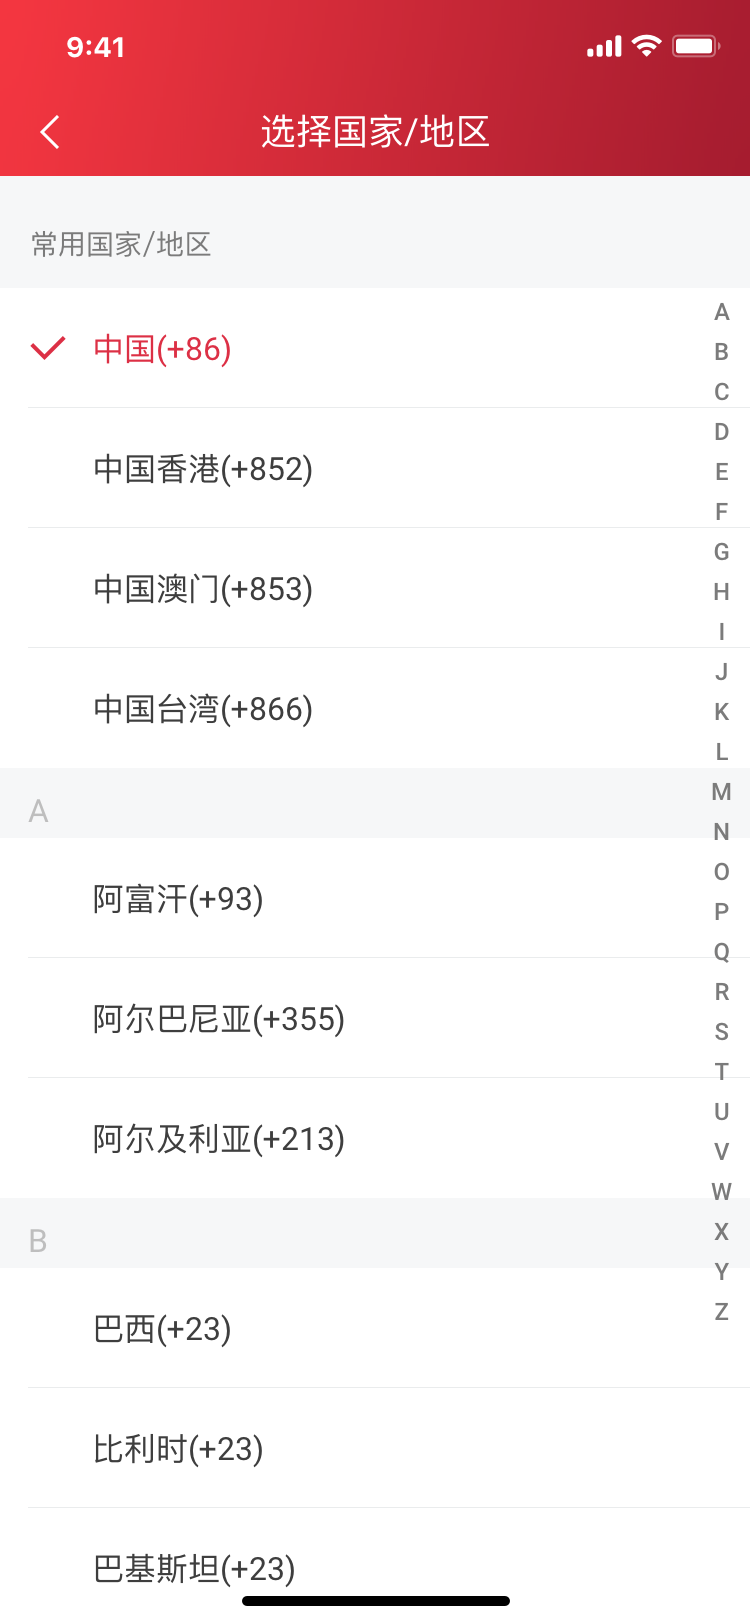 9:41
选择国家/地区
常用国家/地区
中国(+86)
中国香港(+852)
中国澳门(+853)
中国台湾(+866)
A
阿富汗(+93)
阿尔巴尼亚(+355)
阿尔及利亚(+213)
B
巴西(+23)
比利时(+23)
巴基斯坦(+23)
A
B
C
D
E
F
G
H
I
J
K
L
M
N
O
P
Q
R
S
T
U
V
W
X
Y
Z